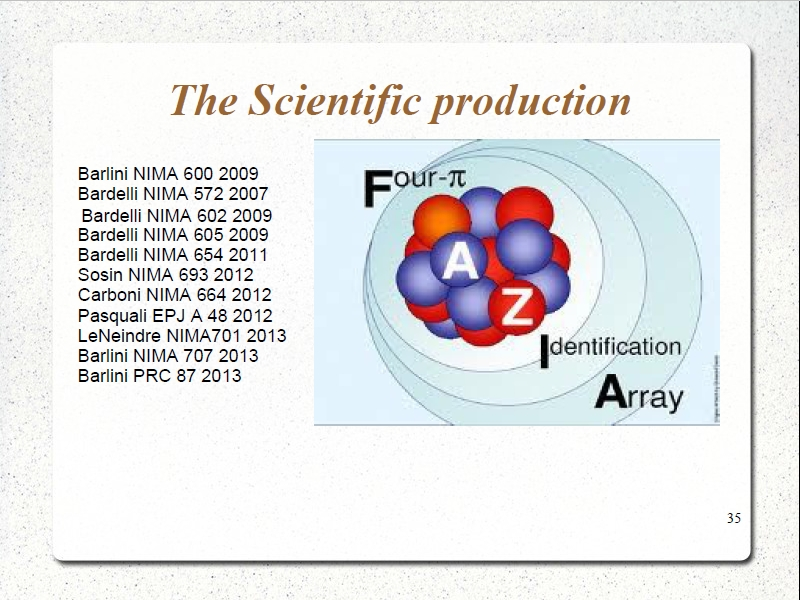 The Scientific production
Barlini NIMA 600 2009
Bardelli NIMA 572 2007
Bardelli NIMA 602 2009
Bardelli NIMA 605 2009
Bardelli NIMA 654 2011
Sosin NIMA 693 2012
Carboni NIMA 664 2012
Pasquali EPJ A 48 2012
LeNeindre NIMA701 2013
Barlini NIMA 707 2013
Barlini PRC 87 2013
Four-π
A
Z
Identification
Array
35